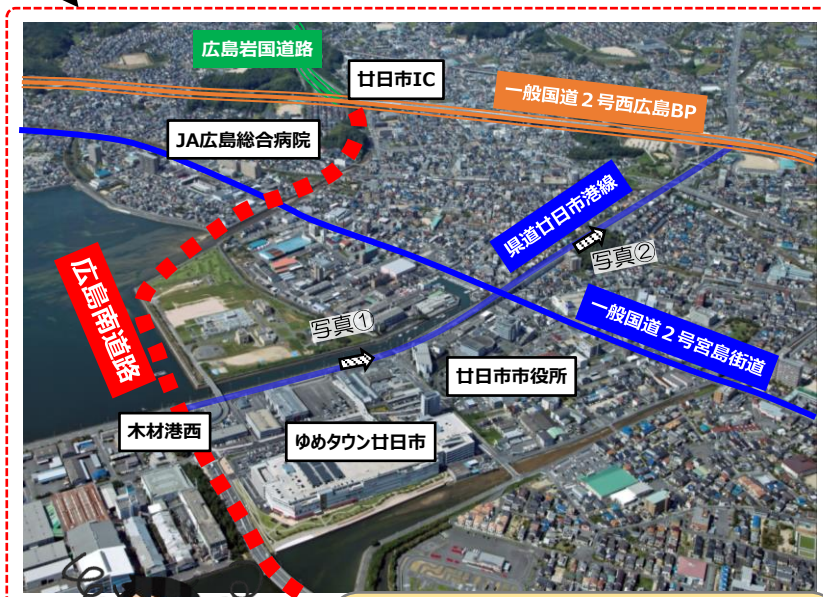 広島岩国道路
廿日市IC
一般国道２号西広島BP
JA広島総合病院
県道廿日市港線
写真②
広島南道路
写真①
一般国道２号宮島街道
廿日市市役所
木材港西
ゆめタウン廿日市